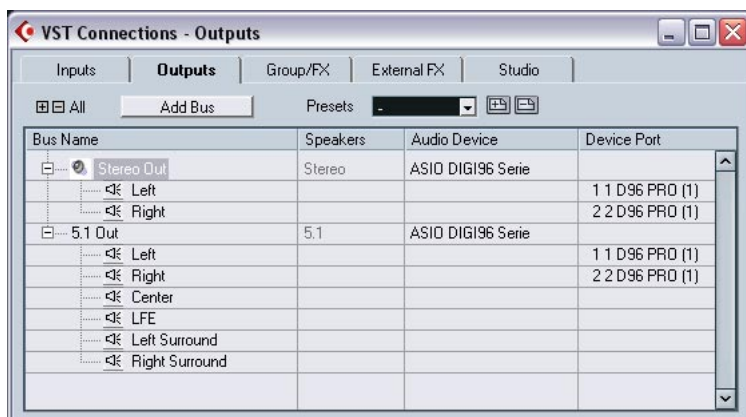 VST Connections - Outputs
Inputs Outputs Group/FX External FX Studio
All Add Bus Presets -
Bus Name Speakers Audio Device Device Port
Stereo Out Stereo ASIO DIGI96 Serie
Left 1 1 D96 PRO (1)
Right 2 2 D96 PRO (1)
5.1 Out 5.1 ASIO DIGI96 Serie
Left 1 1 D96 PRO (1)
Right 2 2 D96 PRO (1)
Center
LFE
Left Surround
Right Surround